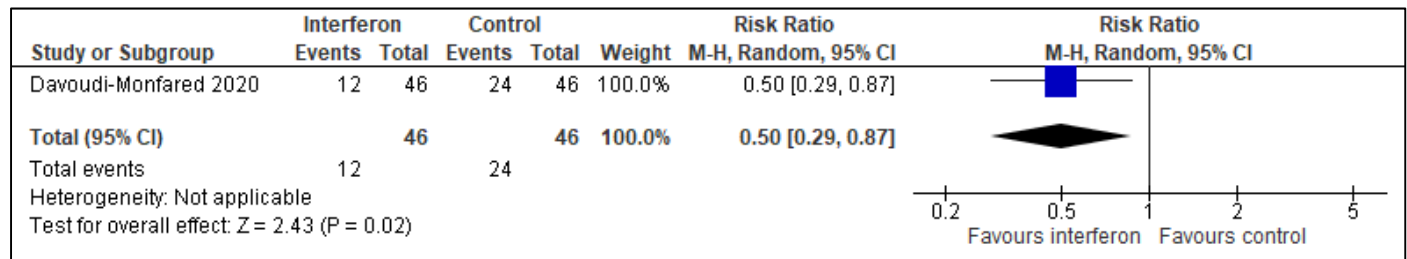 Interferon Control Risk Ratio Risk Ratio
Study or Subgroup Events Total Events Total Weight M-H, Random, 95% CI M-H, Random, 95% CI
Davoudi-Monfared 2020 12 46 24 46 100.0% 0.50 [0.29, 0.87]
Total (95% CI) 46 46 100.0% 0.50 [0.29, 0.87]
Total events 12 24
Heterogeneity: Not applicable
Test for overall effect: Z = 2.43 (P = 0.02)
0.2 0.5 1 2 5
Favours interferon Favours control